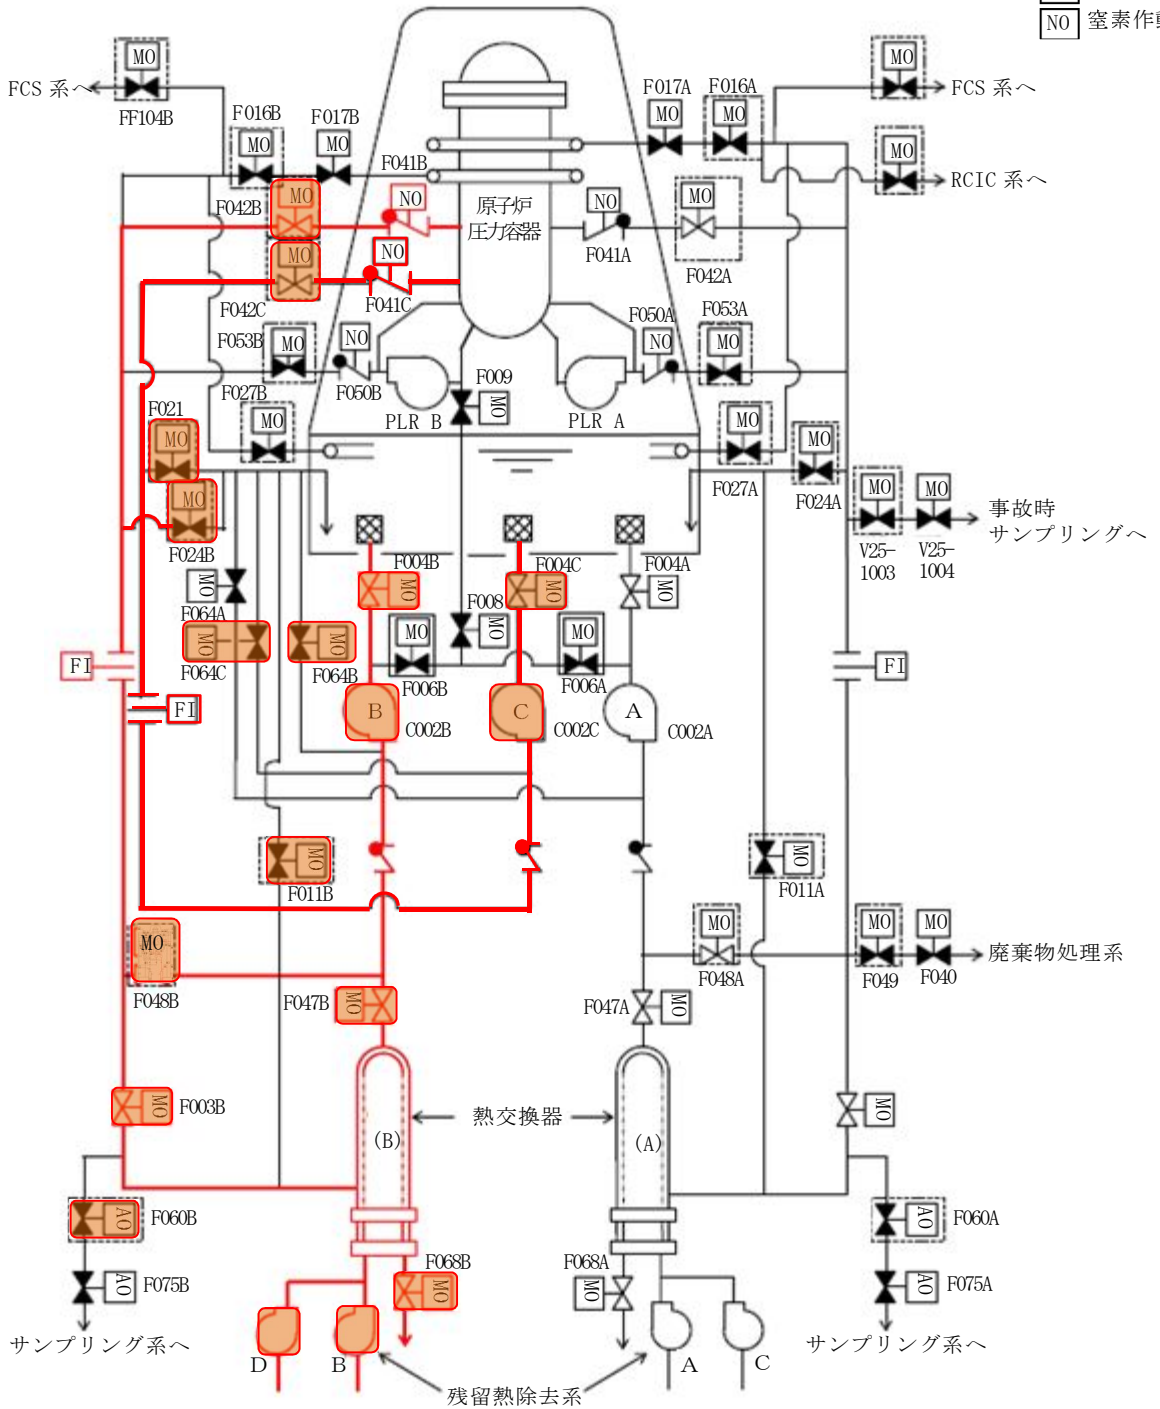 NO 窒素作動
MO
MO
FCS 系へ
FCS 系へ
FF104B
F016B
F017B
F017A
F016A
MO
MO
MO
MO
MO
RCIC 系へ
F041B
F042B
MO
NO
原子炉
圧力容器
NO
MO
F041A
F042A
MO
NO
F042C
F041C
F053B
MO
NO
F050B
F050A
NO
F053A
MO
F009
MO
PLR B
PLR A
F027B
MO
F021
MO
MO
F024B
MO
F027A
MO
F024A
MO
MO
V25-
1003
V25-
1004
事故時
サンプリングへ
F004B
MO
F004C
MO
F004A
MO
MO
F064A
MO
F064C
MO
F064B
F008
MO
MO
F006B
MO
F006A
FI
FI
FI
B
C002B
C
C002C
A
C002A
MO
F011B
MO
F011A
MO
F048B
MO
F048A
MO
F049
MO
F040
廃棄物処理系
F047B
MO
F047A
MO
MO
F003B
MO
熱交換器
(B)
(A)
AO
F060B
AO
F060A
F068B
MO
F068A
MO
AO
F075B
AO
F075A
サンプリング系へ
サンプリング系へ
D
B
A
C
残留熱除去系